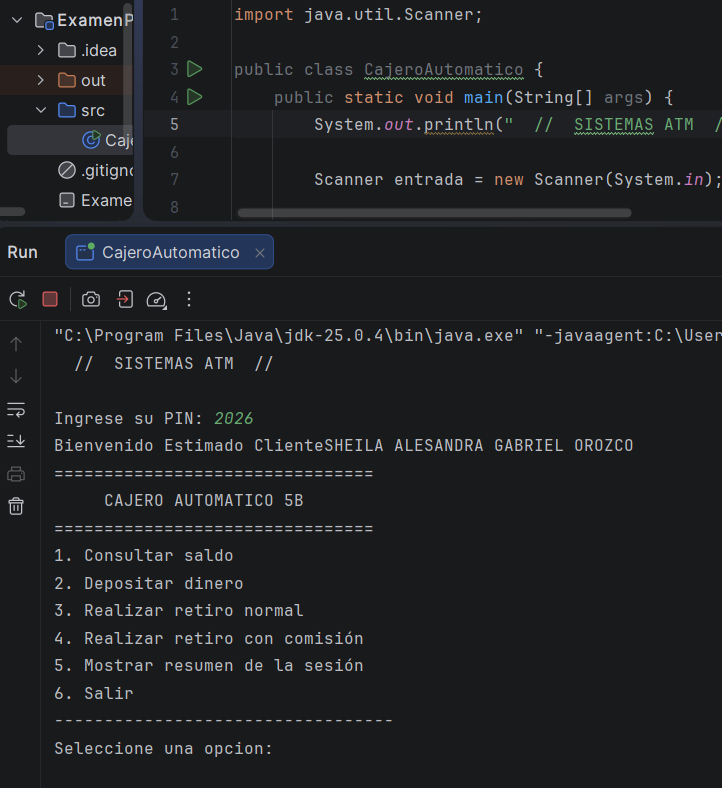 ExamenP
.idea
out
src
Caje
.gitigno
Exame
1 import java.util.Scanner;
2
3 public class CajeroAutomatico {
4 public static void main(String[] args) {
5 System.out.println(" // SISTEMAS ATM /
6
7 Scanner entrada = new Scanner(System.in);
8
Run CajeroAutomatico
"C:\Program Files\Java\jdk-25.0.4\bin\java.exe" "-javaagent:C:\User
// SISTEMAS ATM //
Ingrese su PIN: 2026
Bienvenido Estimado ClienteSHEILA ALESANDRA GABRIEL OROZCO
================================
CAJERO AUTOMATICO 5B
================================
1. Consultar saldo
2. Depositar dinero
3. Realizar retiro normal
4. Realizar retiro con comisión
5. Mostrar resumen de la sesión
6. Salir
----------------------------------
Seleccione una opcion: